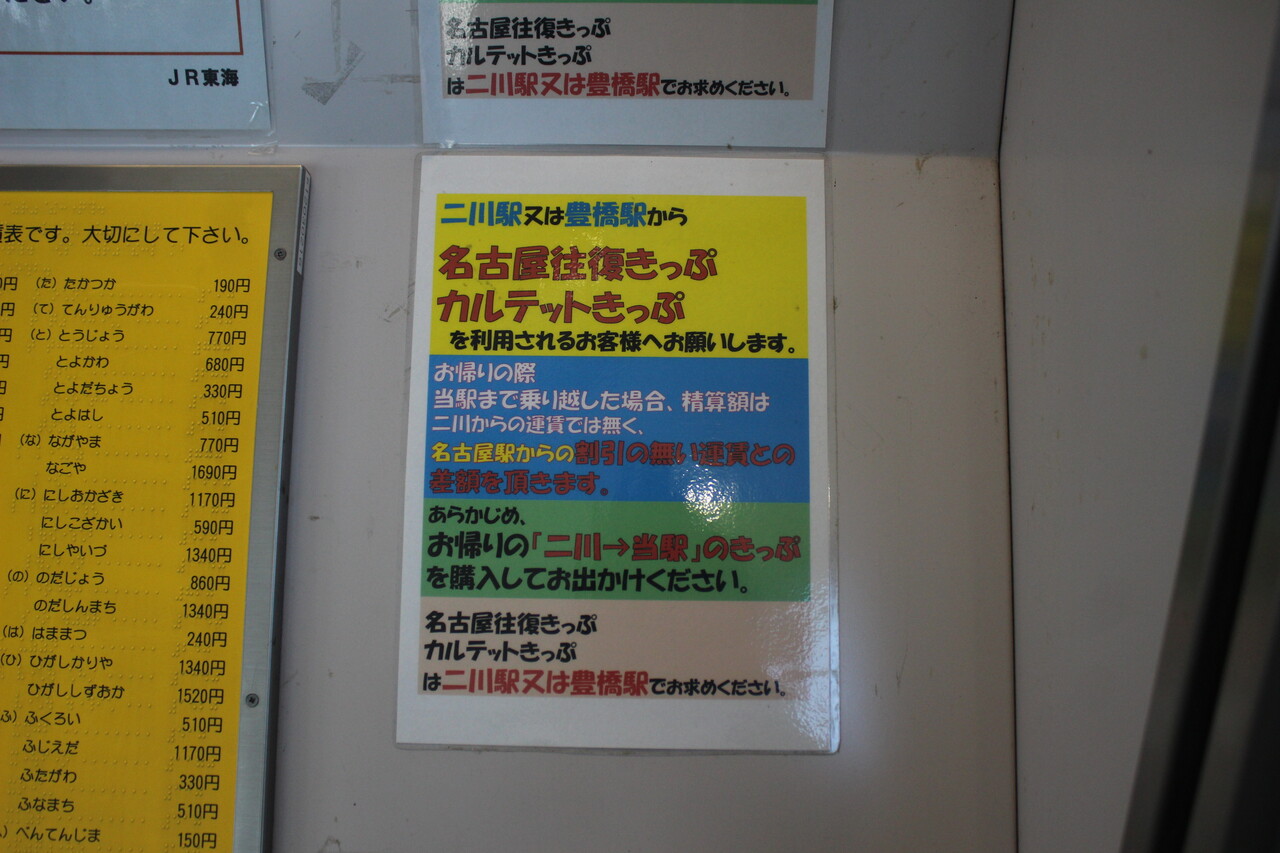 ください。
JR東海
名古屋往復きっぷ
カルテットきっぷ
は二川駅又は豊橋駅でお求めください。
表です。大切にして下さい。
円 (た) たかつか 190円
円 (て) てんりゅうがわ 240円
円 (と) とうじょう 770円
円 とよかわ 680円
円 とよだちょう 330円
とよはし 510円
(な) ながやま 770円
なごや 1690円
(に) にしおかざき 1170円
にしこざかい 590円
にしやいづ 1340円
(の) のだじょう 860円
のだしんまち 1340円
(は) はままつ 240円
(ひ) ひがしかりや 1340円
ひがししずおか 1520円
ふ) ふくろい 510円
ふじえだ 1170円
ふたがわ 330円
ふなまち 510円
) べんてんじま 150円
二川駅又は豊橋駅から
名古屋往復きっぷ
カルテットきっぷ
を利用されるお客様へお願いします。
お帰りの際
当駅まで乗り越した場合、精算額は
二川からの運賃では無く、
名古屋駅からの割引の無い運賃との
差額を頂きます。
あらかじめ、
お帰りの「二川→当駅」のきっぷ
を購入してお出かけください。
名古屋往復きっぷ
カルテットきっぷ
は二川駅又は豊橋駅でお求めください。